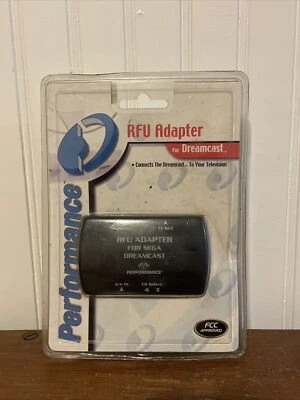 RFU Adapter
for Dreamcast
• Connects The Dreamcast... To Your Television
Performance
TV OUT
RFU ADAPTER
FOR SEGA
DREAMCAST
PERFORMANCE
A/V IN
CH Select
4 3
FCC
APPROVED